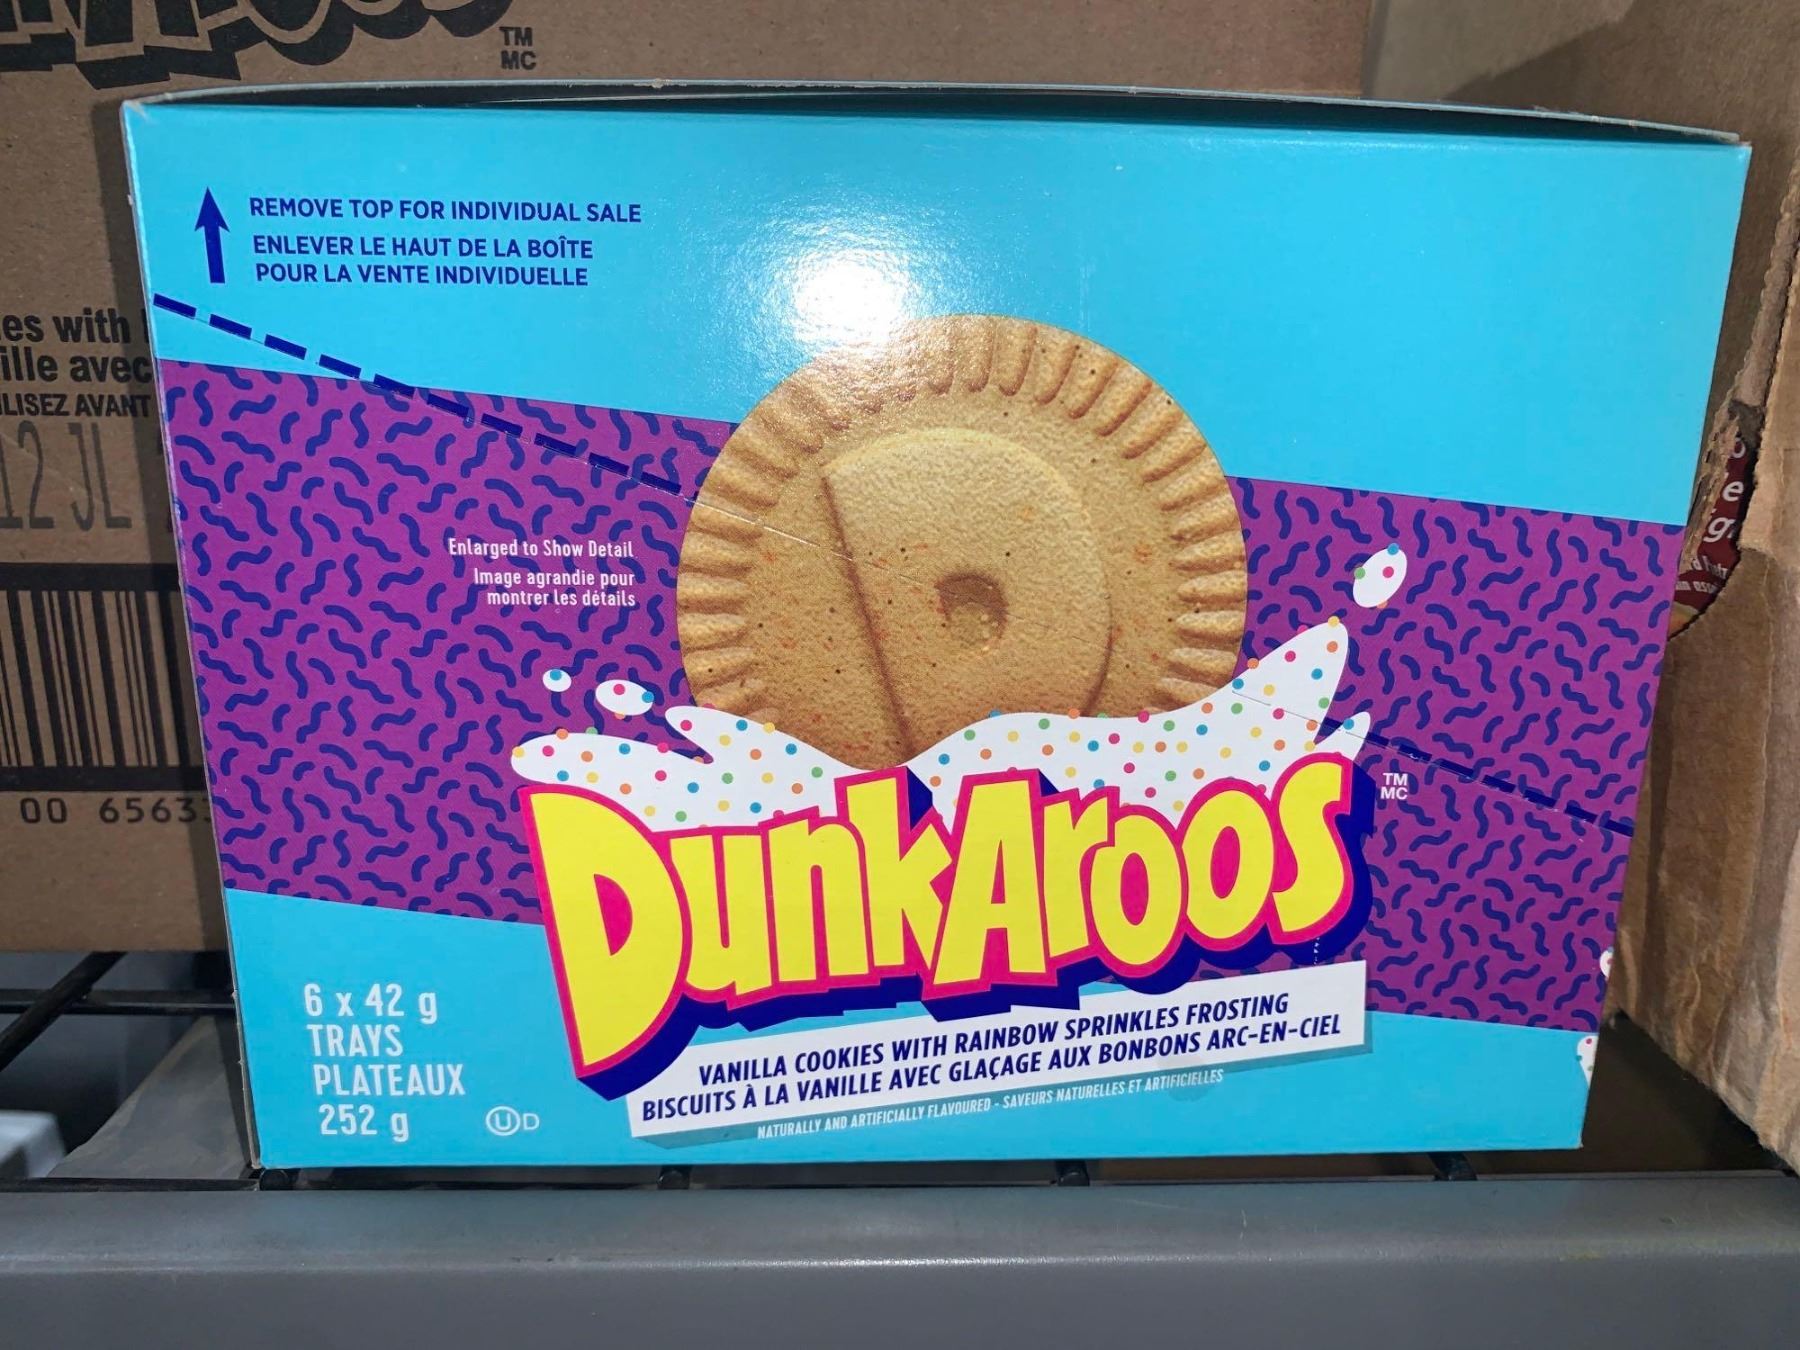 TM
MC
REMOVE TOP FOR INDIVIDUAL SALE
ENLEVER LE HAUT DE LA BOÎTE
POUR LA VENTE INDIVIDUELLE
es with
ille avec
LISEZ AVANT
12 JL
Enlarged to Show Detail
Image agrandie pour
montrer les détails
00 6563
DunkAroos
TM
MC
VANILLA COOKIES WITH RAINBOW SPRINKLES FROSTING
BISCUITS À LA VANILLE AVEC GLAÇAGE AUX BONBONS ARC-EN-CIEL
NATURALLY AND ARTIFICIALLY FLAVOURED - SAVEURS NATURELLES ET ARTIFICIELLES
6 x 42 g
TRAYS
PLATEAUX
252 g
U D